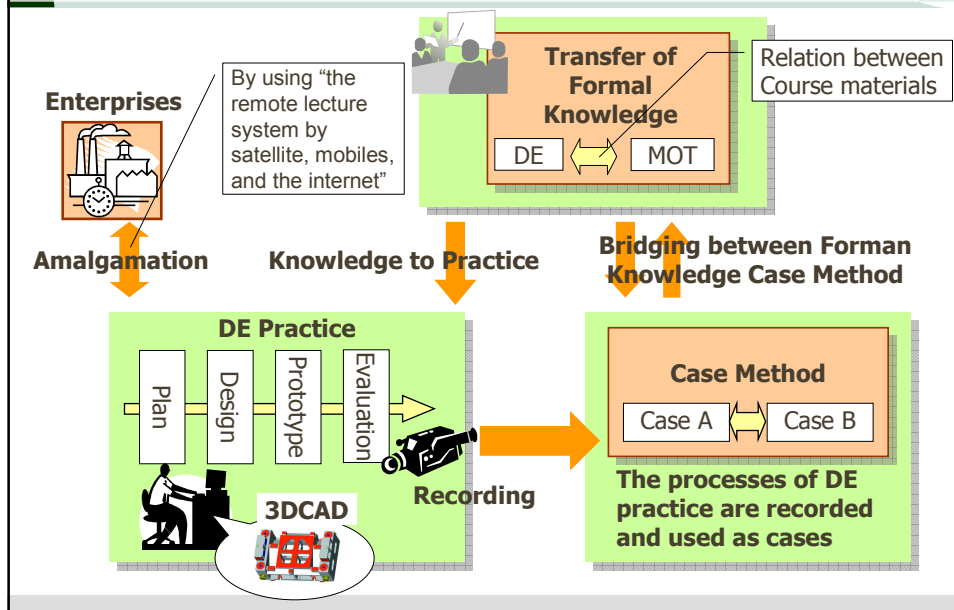 Enterprises
By using “the
remote lecture
system by
satellite, mobiles,
and the internet”
Transfer of
Formal
Knowledge
DE
MOT
Relation between
Course materials
Amalgamation
Knowledge to Practice
Bridging between Forman
Knowledge Case Method
DE Practice
Plan
Design
Prototype
Evaluation
3DCAD
Recording
Case Method
Case A
Case B
The processes of DE
practice are recorded
and used as cases